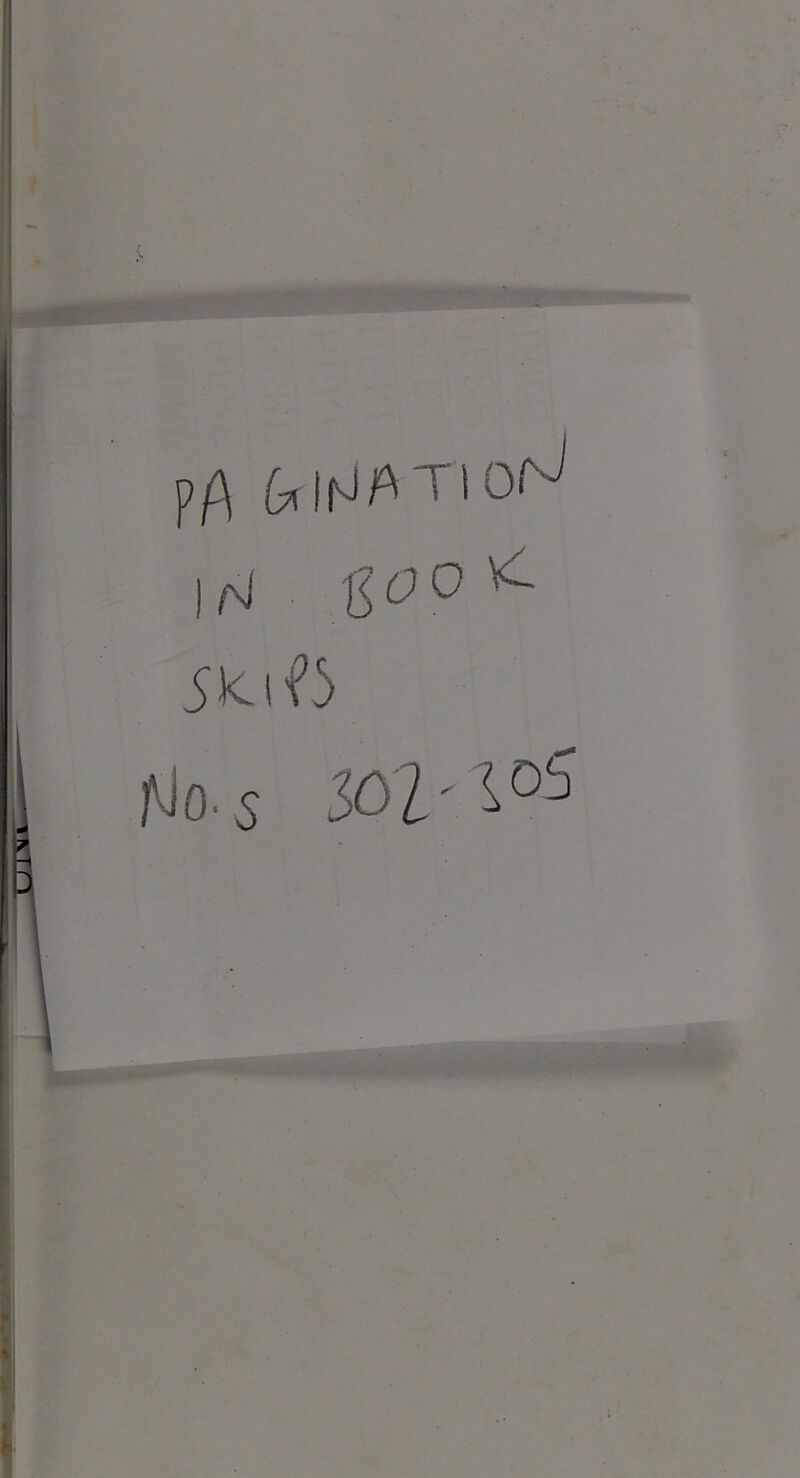 PAGINATION
IN BOOK
SKIPS
No.s 302-305